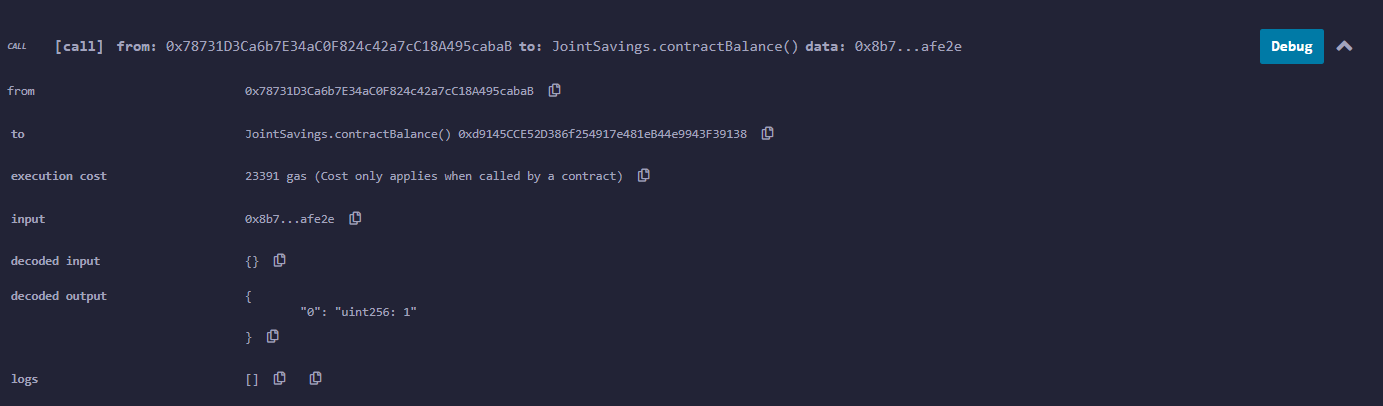 CALL [call] from: 0x78731D3Ca6b7E34aC0F824c42a7cC18A495cabaB to: JointSavings.contractBalance() data: 0x8b7...afe2e Debug
from 0x78731D3Ca6b7E34aC0F824c42a7cC18A495cabaB
to JointSavings.contractBalance() 0xd9145CCE52D386f254917e481eB44e9943F39138
execution cost 23391 gas (Cost only applies when called by a contract)
input 0x8b7...afe2e
decoded input {}
decoded output {
"0": "uint256: 1"
}
logs []